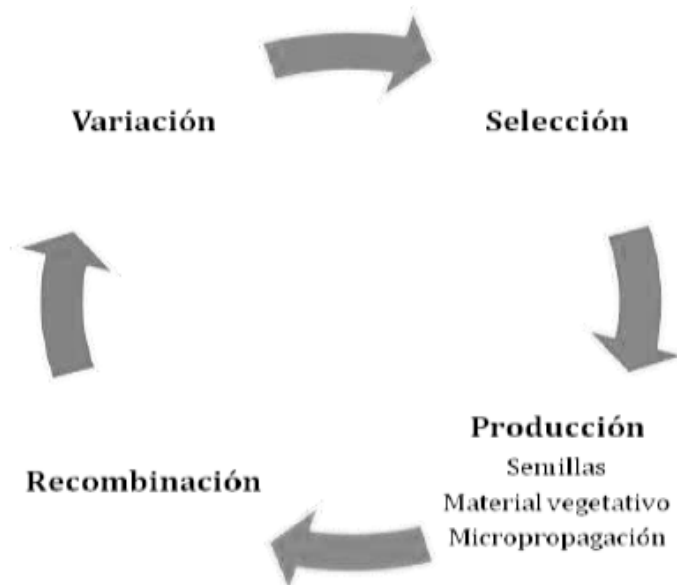 Variación
Selección
Producción
Semillas
Material vegetativo
Micropropagación
Recombinación